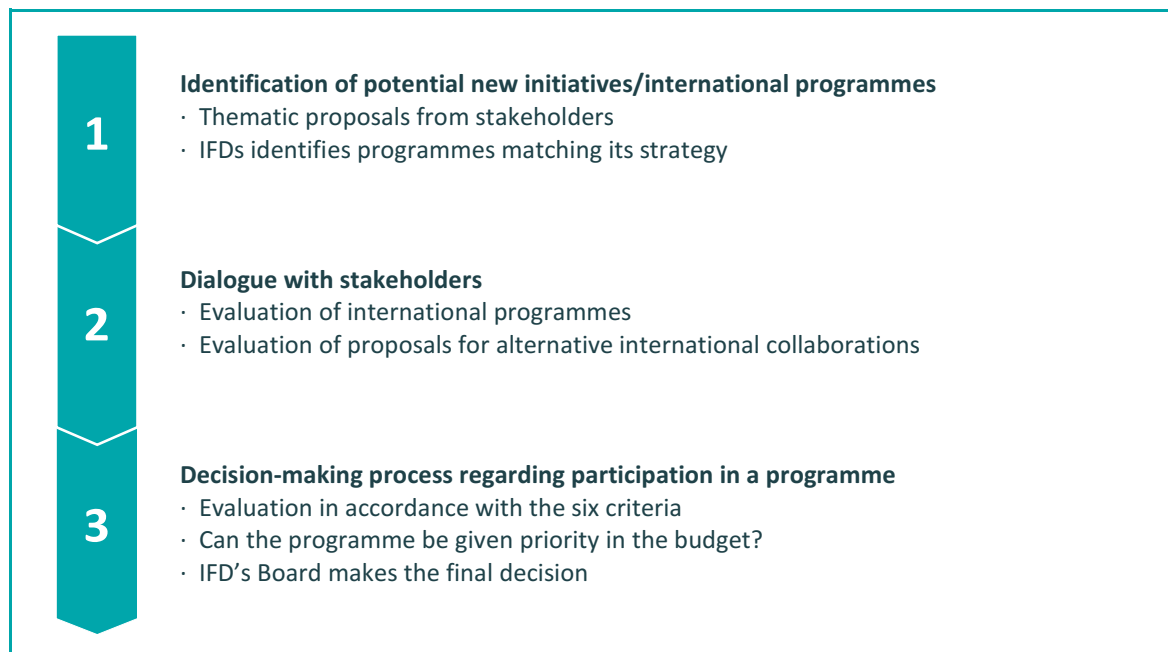 1
Identification of potential new initiatives/international programmes
· Thematic proposals from stakeholders
· IFDs identifies programmes matching its strategy
2
Dialogue with stakeholders
· Evaluation of international programmes
· Evaluation of proposals for alternative international collaborations
3
Decision-making process regarding participation in a programme
· Evaluation in accordance with the six criteria
· Can the programme be given priority in the budget?
· IFD’s Board makes the final decision